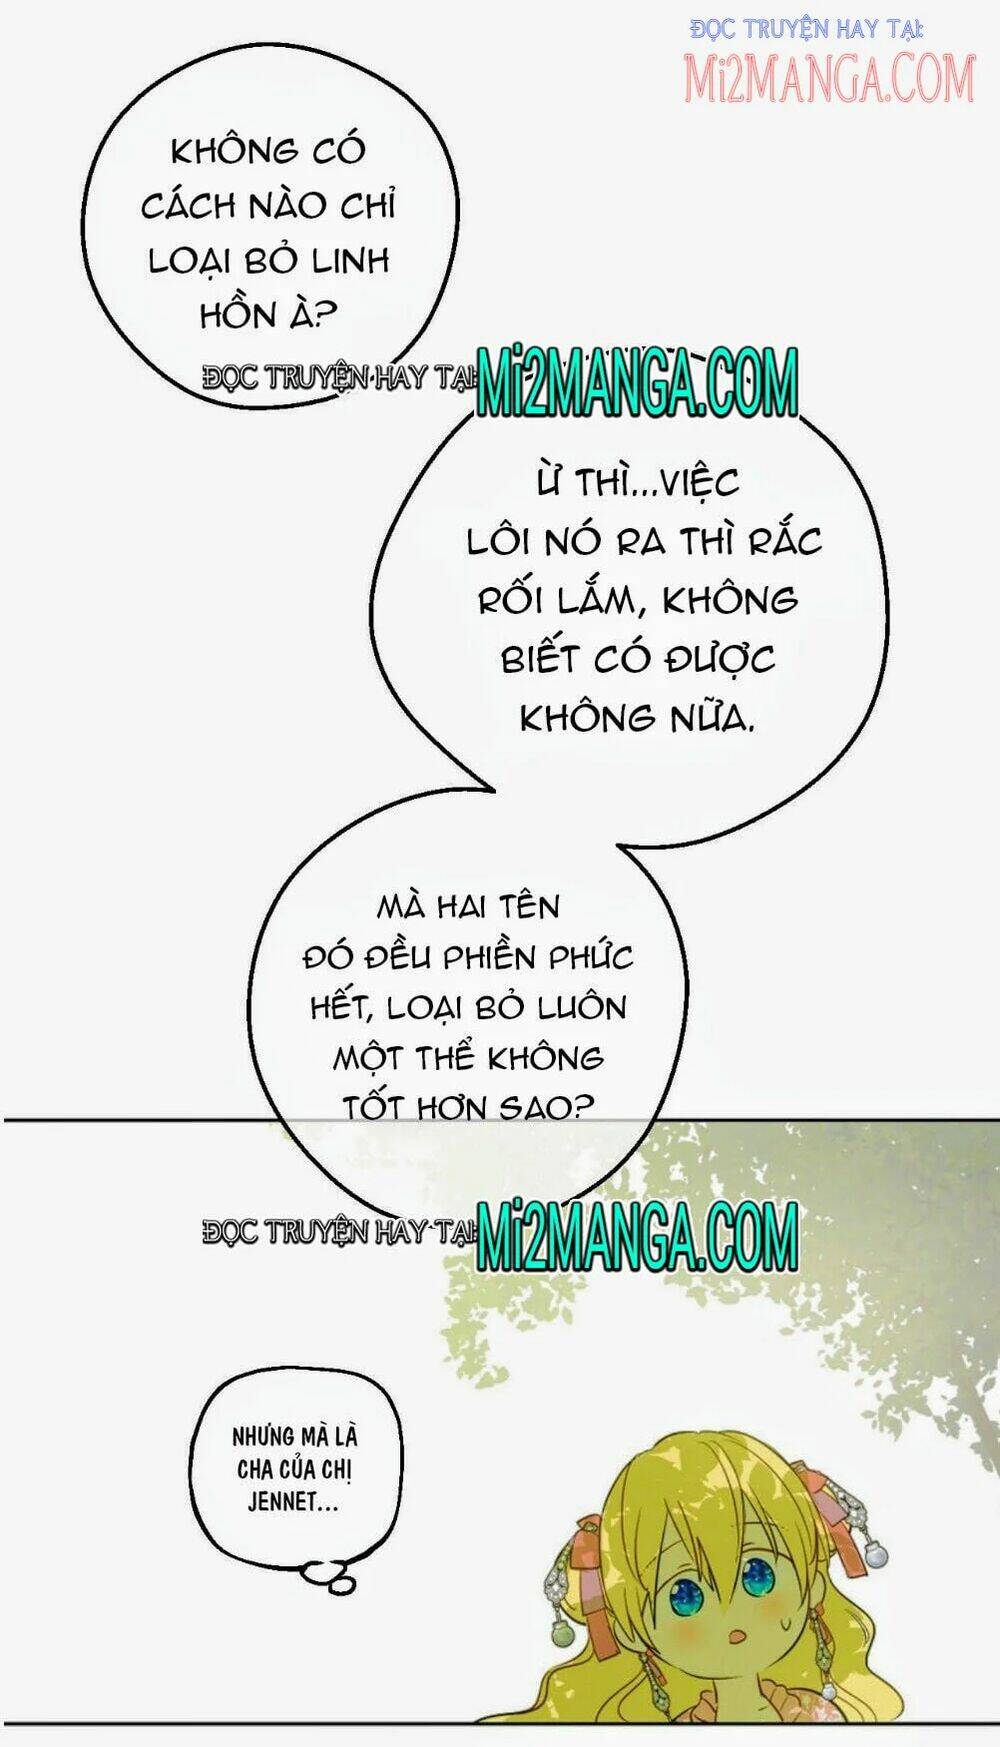 ĐỌC TRUYỆN HAY TẠI:
MI2MANGA.COM
KHÔNG CÓ
CÁCH NÀO CHỈ
LOẠI BỎ LINH
HỒN À?
ĐỌC TRUYỆN HAY TẠI:
Mi2MANGA.COM
Ừ THÌ...VIỆC
LÔI NÓ RA THÌ RẮC
RỐI LẮM, KHÔNG
BIẾT CÓ ĐƯỢC
KHÔNG NỮA.
MÀ HAI TÊN
ĐÓ ĐỀU PHIỀN PHỨC
HẾT, LOẠI BỎ LUÔN
MỘT THỂ KHÔNG
TỐT HƠN SAO?
ĐỌC TRUYỆN HAY TẠI:
Mi2MANGA.COM
NHƯNG MÀ LÀ
CHA CỦA CHỊ
JENNET...